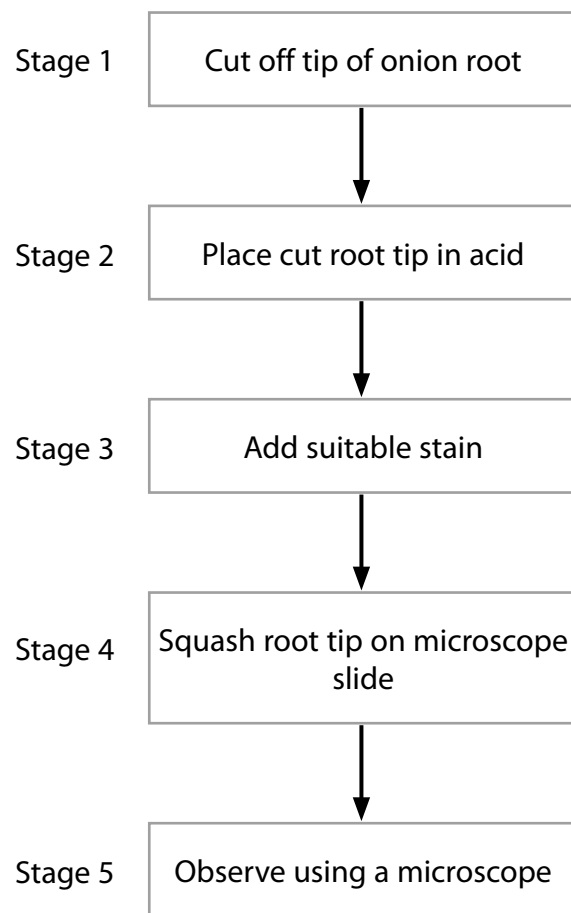 Stage 1
Cut off tip of onion root
Stage 2
Place cut root tip in acid
Stage 3
Add suitable stain
Stage 4
Squash root tip on microscope
slide
Stage 5
Observe using a microscope